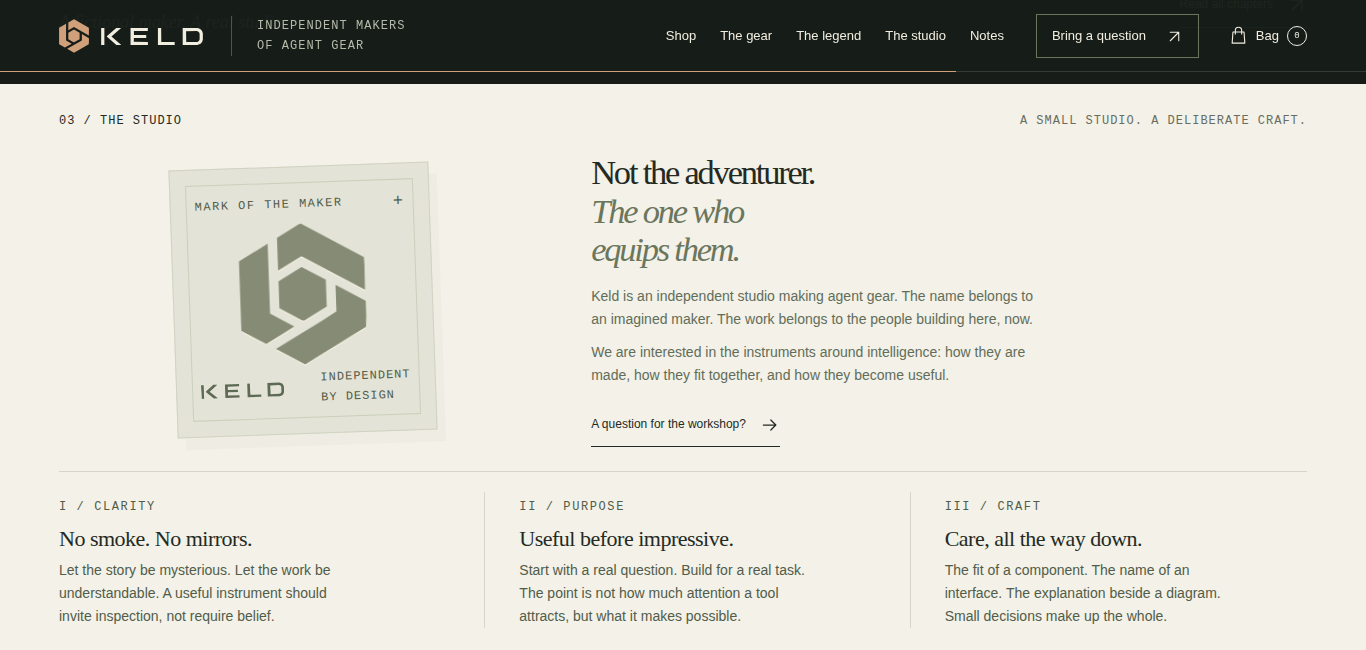 KELD
INDEPENDENT MAKERS
OF AGENT GEAR
Shop
The gear
The legend
The studio
Notes
Bring a question
Bag
0
Read all chapters
03 / THE STUDIO
A SMALL STUDIO. A DELIBERATE CRAFT.
MARK OF THE MAKER +
KELD
INDEPENDENT
BY DESIGN
Not the adventurer.
The one who
equips them.
Keld is an independent studio making agent gear. The name belongs to
an imagined maker. The work belongs to the people building here, now.
We are interested in the instruments around intelligence: how they are
made, how they fit together, and how they become useful.
A question for the workshop?
I / CLARITY
No smoke. No mirrors.
Let the story be mysterious. Let the work be
understandable. A useful instrument should
invite inspection, not require belief.
II / PURPOSE
Useful before impressive.
Start with a real question. Build for a real task.
The point is not how much attention a tool
attracts, but what it makes possible.
III / CRAFT
Care, all the way down.
The fit of a component. The name of an
interface. The explanation beside a diagram.
Small decisions make up the whole.